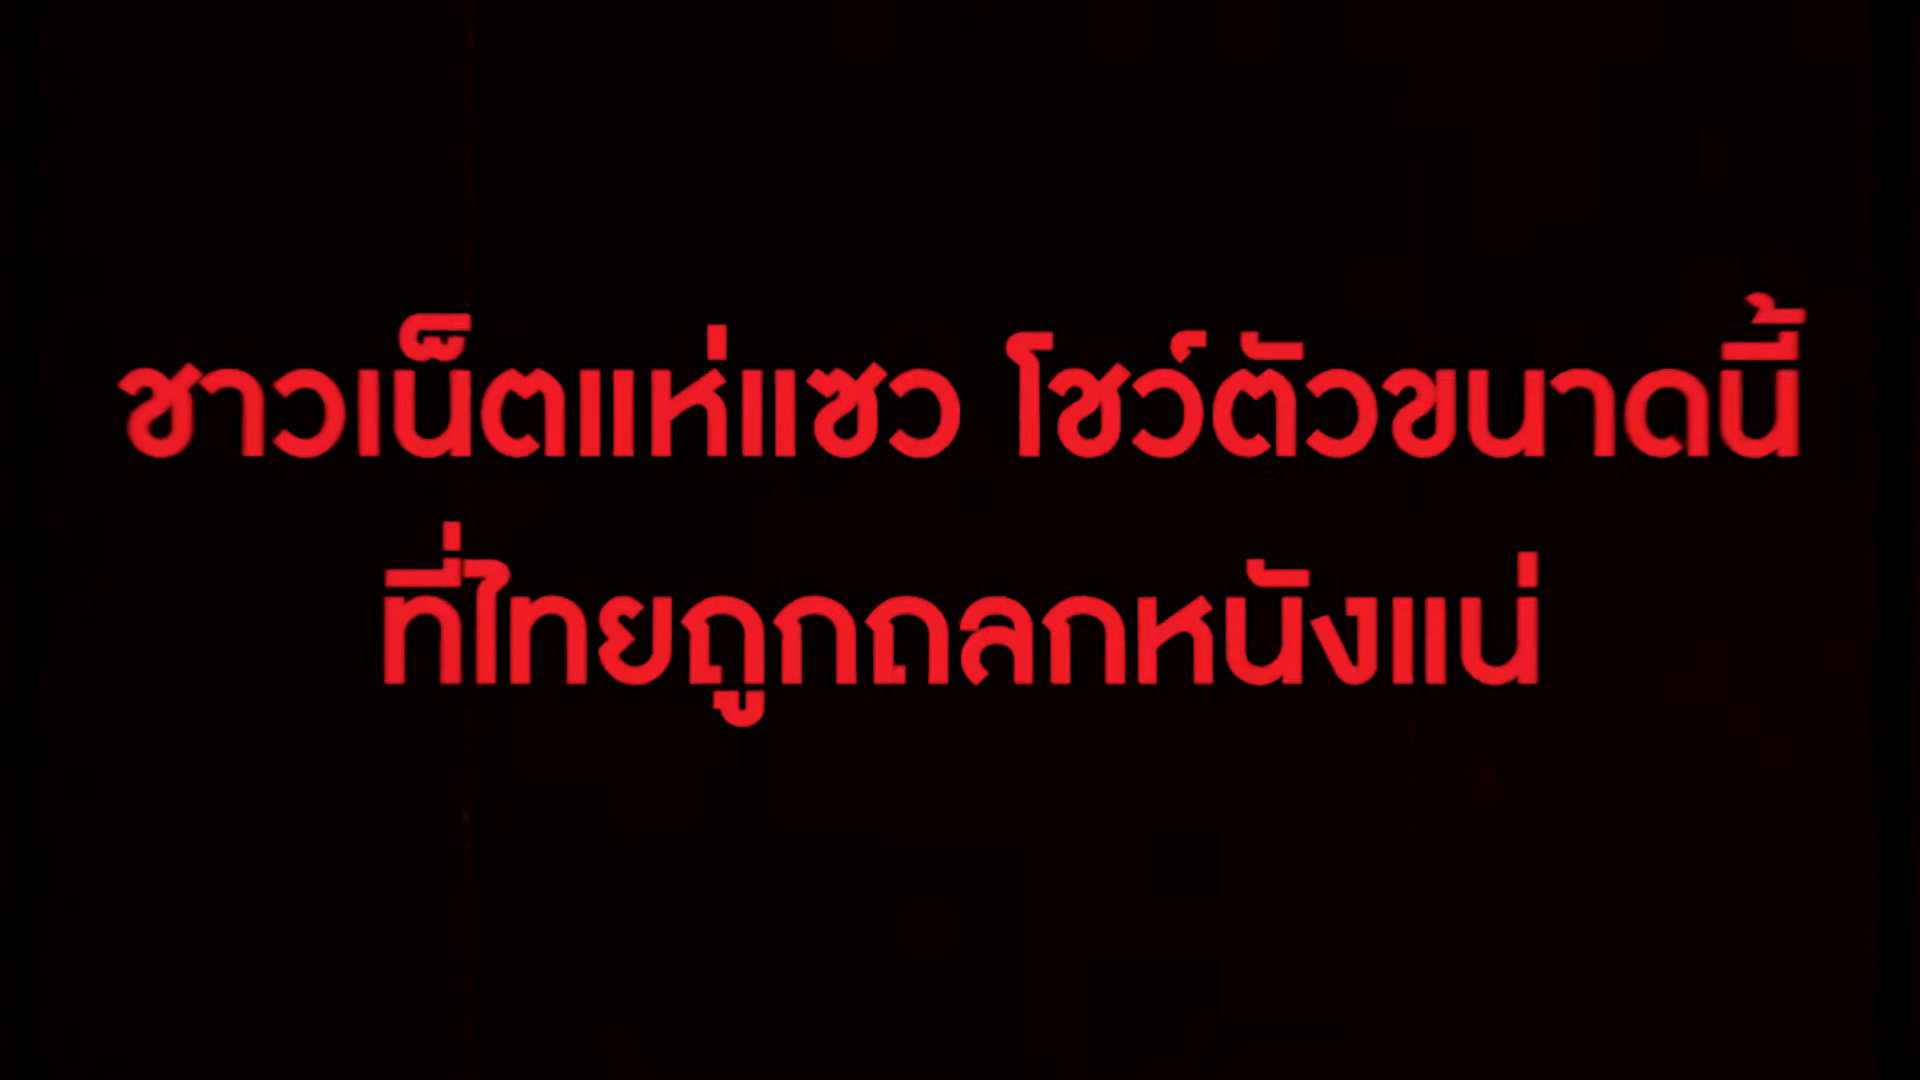 ชาวเน็ตแห่แซว โชว์ตัวขนาดนี้
ที่ไทยถูกถลกหนังแน่